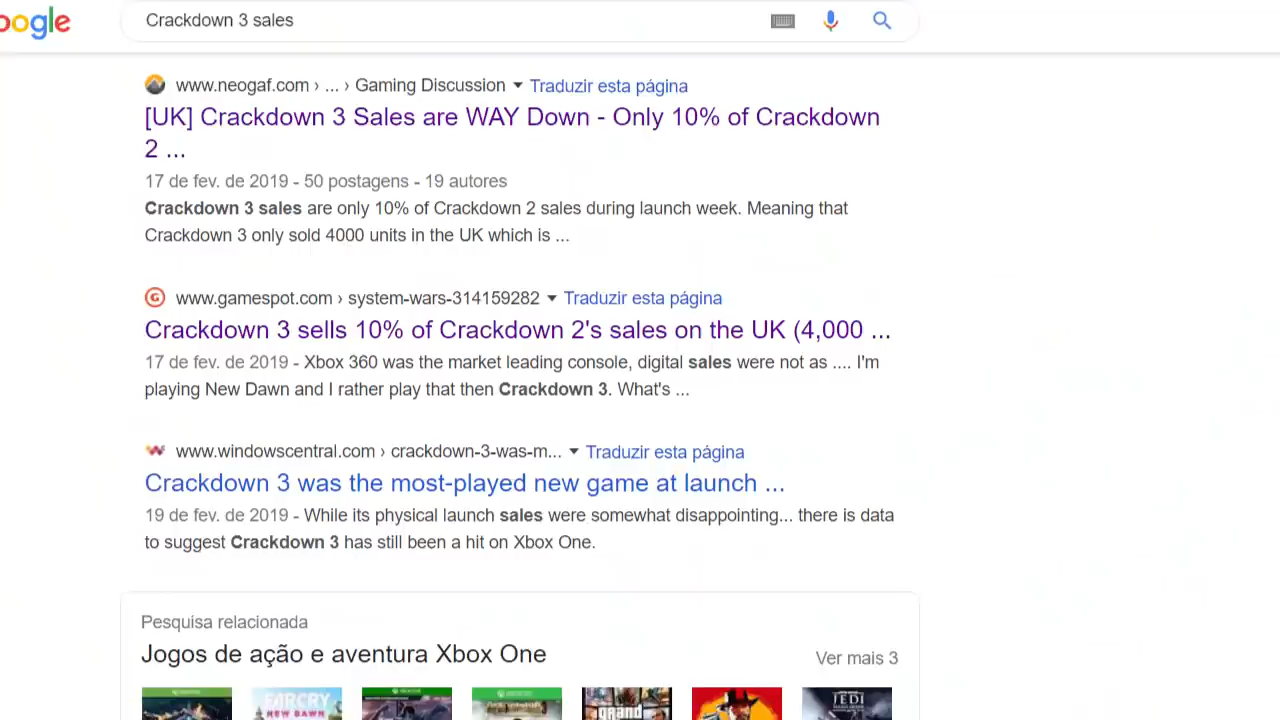 oogle
Crackdown 3 sales
www.neogaf.com › ... › Gaming Discussion Traduzir esta página
[UK] Crackdown 3 Sales are WAY Down - Only 10% of Crackdown
2 ...
17 de fev. de 2019 - 50 postagens - 19 autores
Crackdown 3 sales are only 10% of Crackdown 2 sales during launch week. Meaning that
Crackdown 3 only sold 4000 units in the UK which is ...
www.gamespot.com › system-wars-314159282 Traduzir esta página
Crackdown 3 sells 10% of Crackdown 2's sales on the UK (4,000 ...
17 de fev. de 2019 - Xbox 360 was the market leading console, digital sales were not as .... I'm
playing New Dawn and I rather play that then Crackdown 3. What's ...
www.windowscentral.com › crackdown-3-was-m... Traduzir esta página
Crackdown 3 was the most-played new game at launch ...
19 de fev. de 2019 - While its physical launch sales were somewhat disappointing... there is data
to suggest Crackdown 3 has still been a hit on Xbox One.
Pesquisa relacionada
Jogos de ação e aventura Xbox One
Ver mais 3
FARCRY
NEW DAWN
GRAND
JEDI